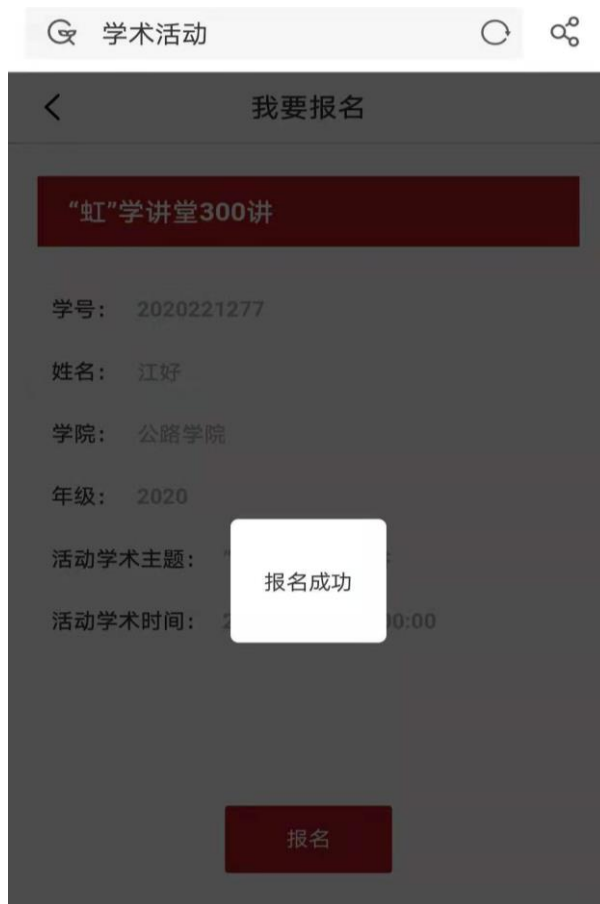 学术活动
我要报名
“虹”学讲堂300讲
学号： 2020221277
姓名： 江好
学院： 公路学院
年级： 2020
活动学术主题：
报名成功
活动学术时间： 00:00
报名